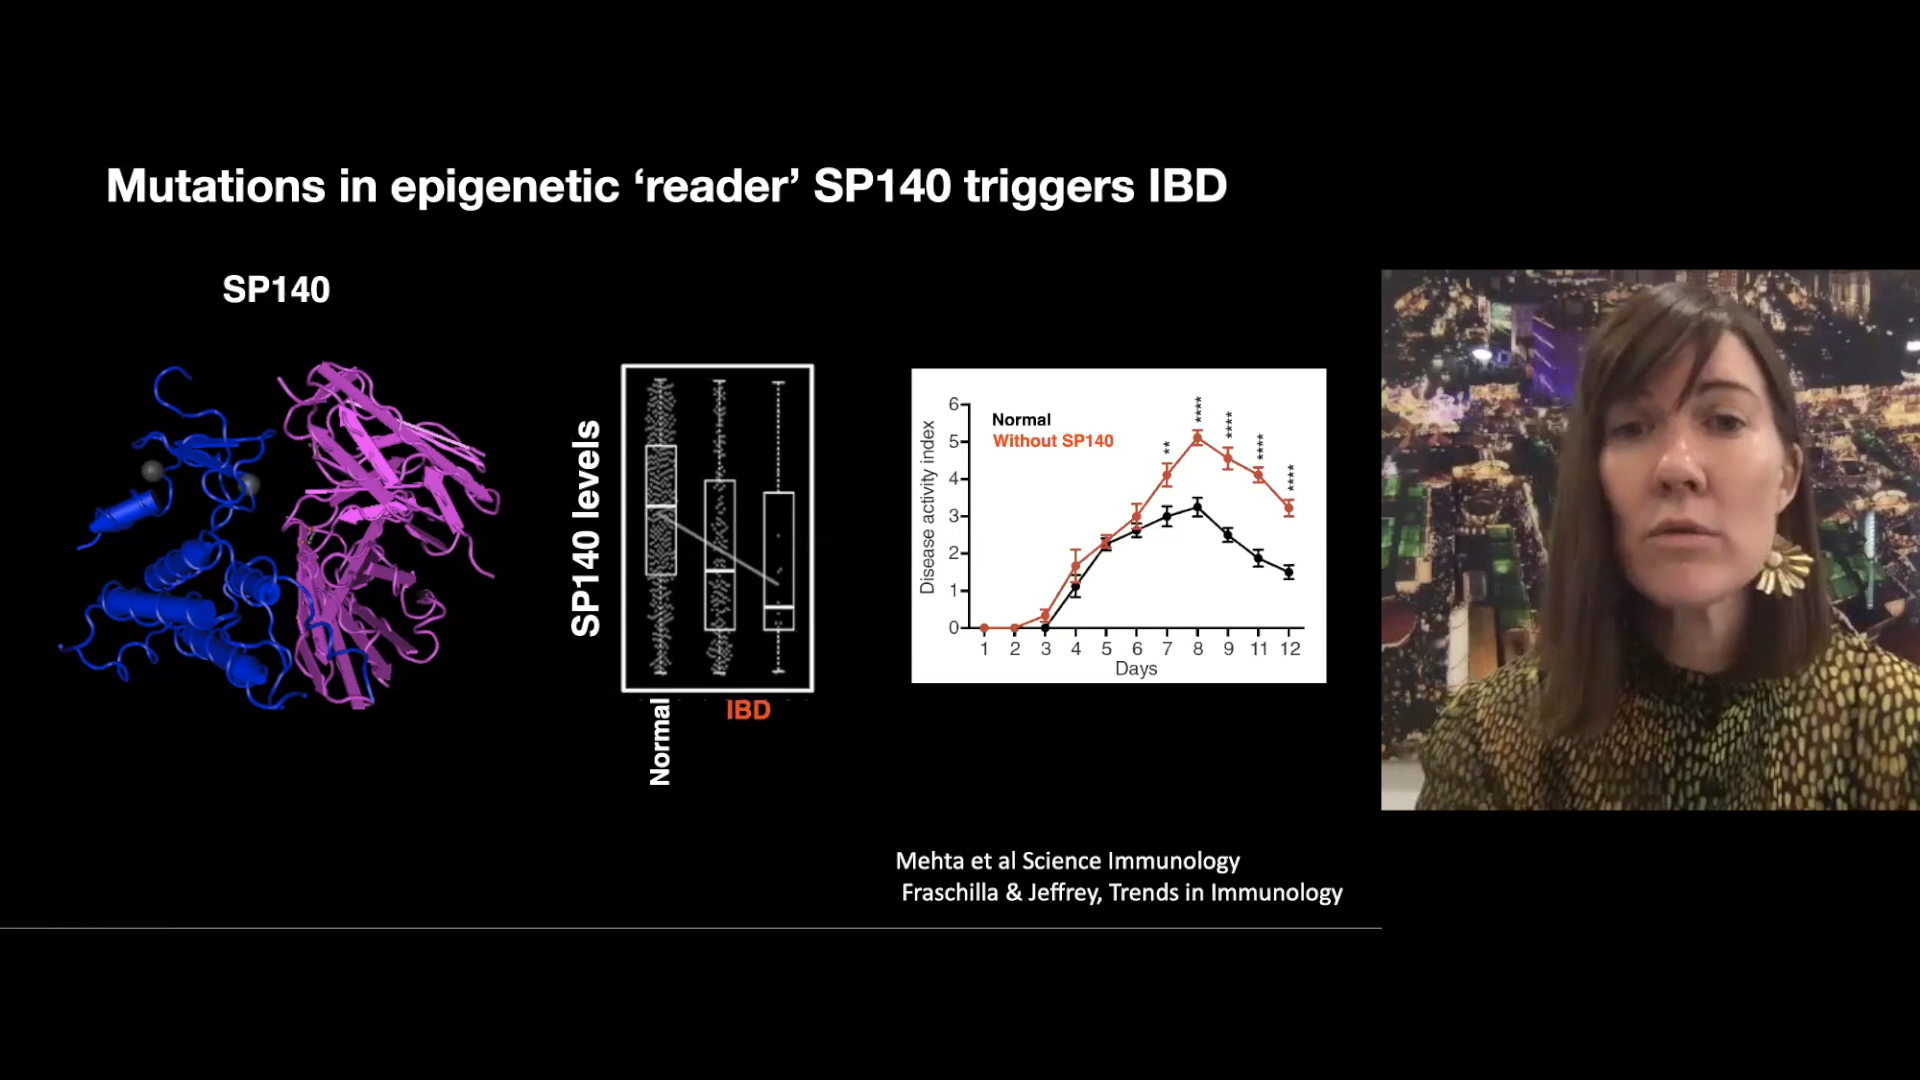 Mutations in epigenetic ‘reader’ SP140 triggers IBD
SP140
SP140 levels
Normal
IBD
Disease activity index
6
5
4
3
2
1
0
Normal
Without SP140
**
****
****
****
****
1 2 3 4 5 6 7 8 9 11 12
Days
Mehta et al Science Immunology
Fraschilla & Jeffrey, Trends in Immunology